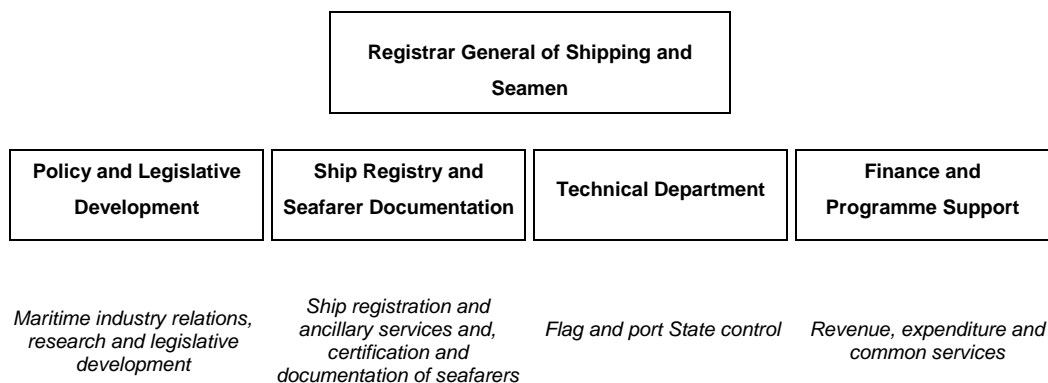 Registrar General of Shipping and
Seamen
Policy and Legislative
Development
Ship Registry and
Seafarer Documentation
Technical Department
Finance and
Programme Support
Maritime industry relations,
research and legislative
development
Ship registration and
ancillary services and,
certification and
documentation of seafarers
Flag and port State control
Revenue, expenditure and
common services